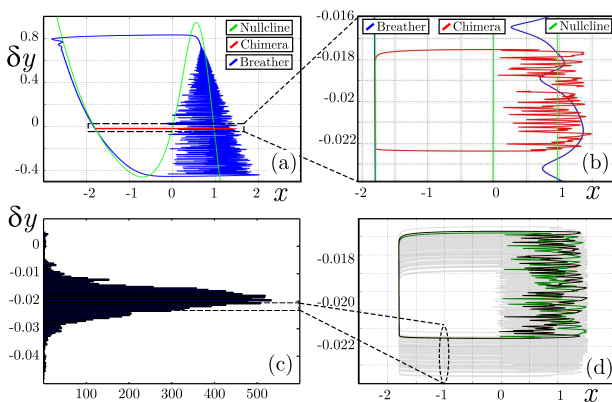 δy
0.8
0.4
0
-0.4
-2 -1 0 1 2 x
Nullcline
Chimera
Breather
(a)
-0.016
-0.018
-0.02
-0.022
-1 0 1 x
Breather Chimera Nullcline
(b)
δy
0
-0.01
-0.02
-0.03
-0.04
100 200 300 400 500
(c)
-0.016
-0.018
-0.020
-0.022
-2 -1 0 1 x
(d)